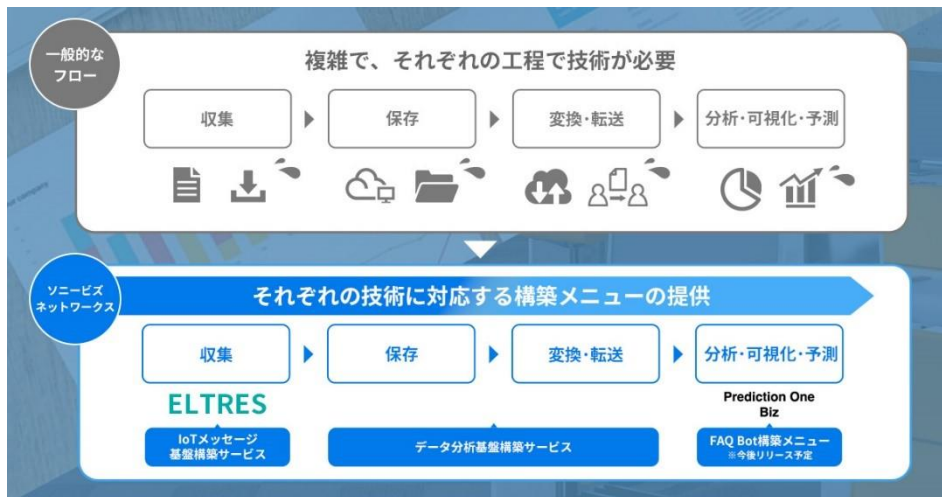 一般的な
フロー
複雑で、それぞれの工程で技術が必要
収集
保存
変換・転送
分析・可視化・予測
ソニービズ
ネットワークス
それぞれの技術に対応する構築メニューの提供
収集
保存
変換・転送
分析・可視化・予測
ELTRES
Prediction One
Biz
IoTメッセージ
基盤構築サービス
データ分析基盤構築サービス
FAQ Bot構築メニュー
※今後リリース予定